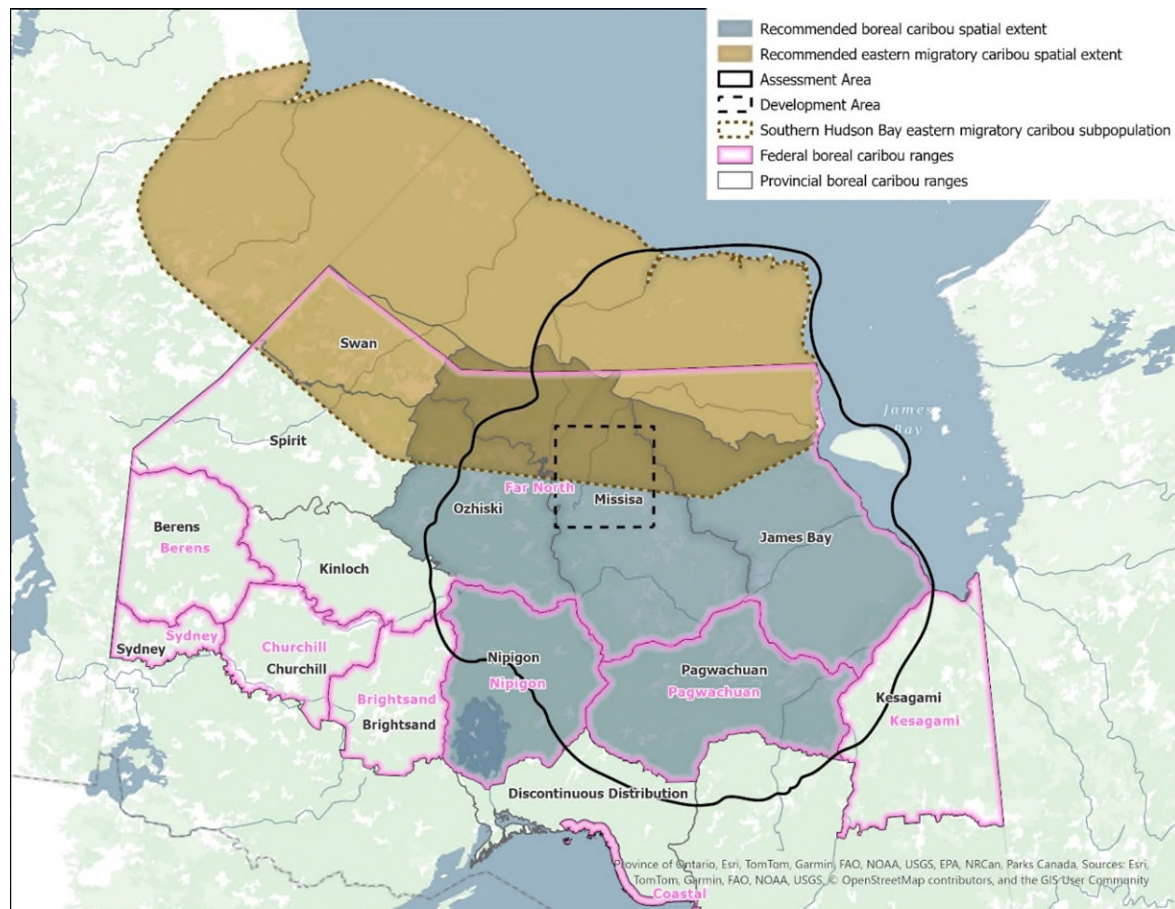 Recommended boreal caribou spatial extent
Recommended eastern migratory caribou spatial extent
Assessment Area
Development Area
Southern Hudson Bay eastern migratory caribou subpopulation
Federal boreal caribou ranges
Provincial boreal caribou ranges
Swan
James
Bay
Spirit
Far North
Ozhiski
Missisa
Berens
Berens
James Bay
Kinloch
Sydney
Sydney
Churchill
Churchill
Nipigon
Nipigon
Pagwachuan
Pagwachuan
Brightsand
Brightsand
Kesagami
Kesagami
Discontinuous Distribution
Province of Ontario, Esri, TomTom, Garmin, FAO, NOAA, USGS, EPA, NRCan, Parks Canada, Sources: Esri,
TomTom, Garmin, FAO, NOAA, USGS, © OpenStreetMap contributors, and the GIS User Community
Coastal